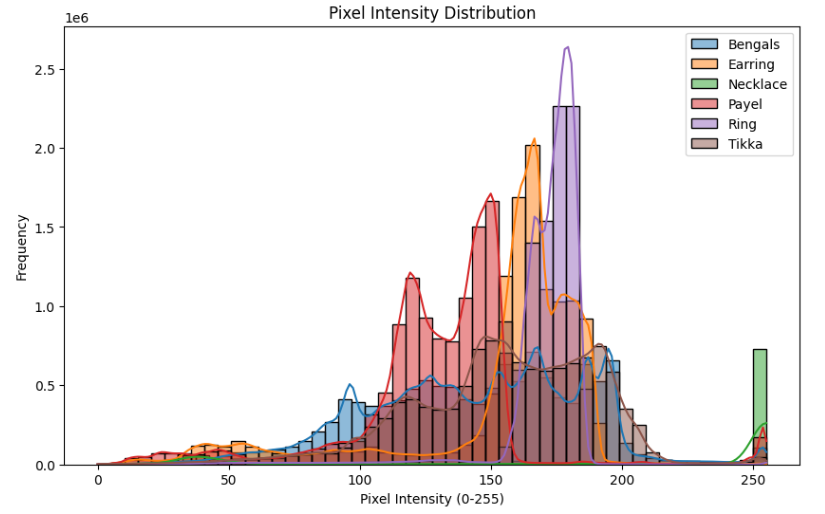 Pixel Intensity Distribution
1e6
Bengals
Earring
Necklace
Payel
Ring
Tikka
2.5
2.0
1.5
1.0
0.5
0.0
Frequency
0 50 100 150 200 250
Pixel Intensity (0-255)